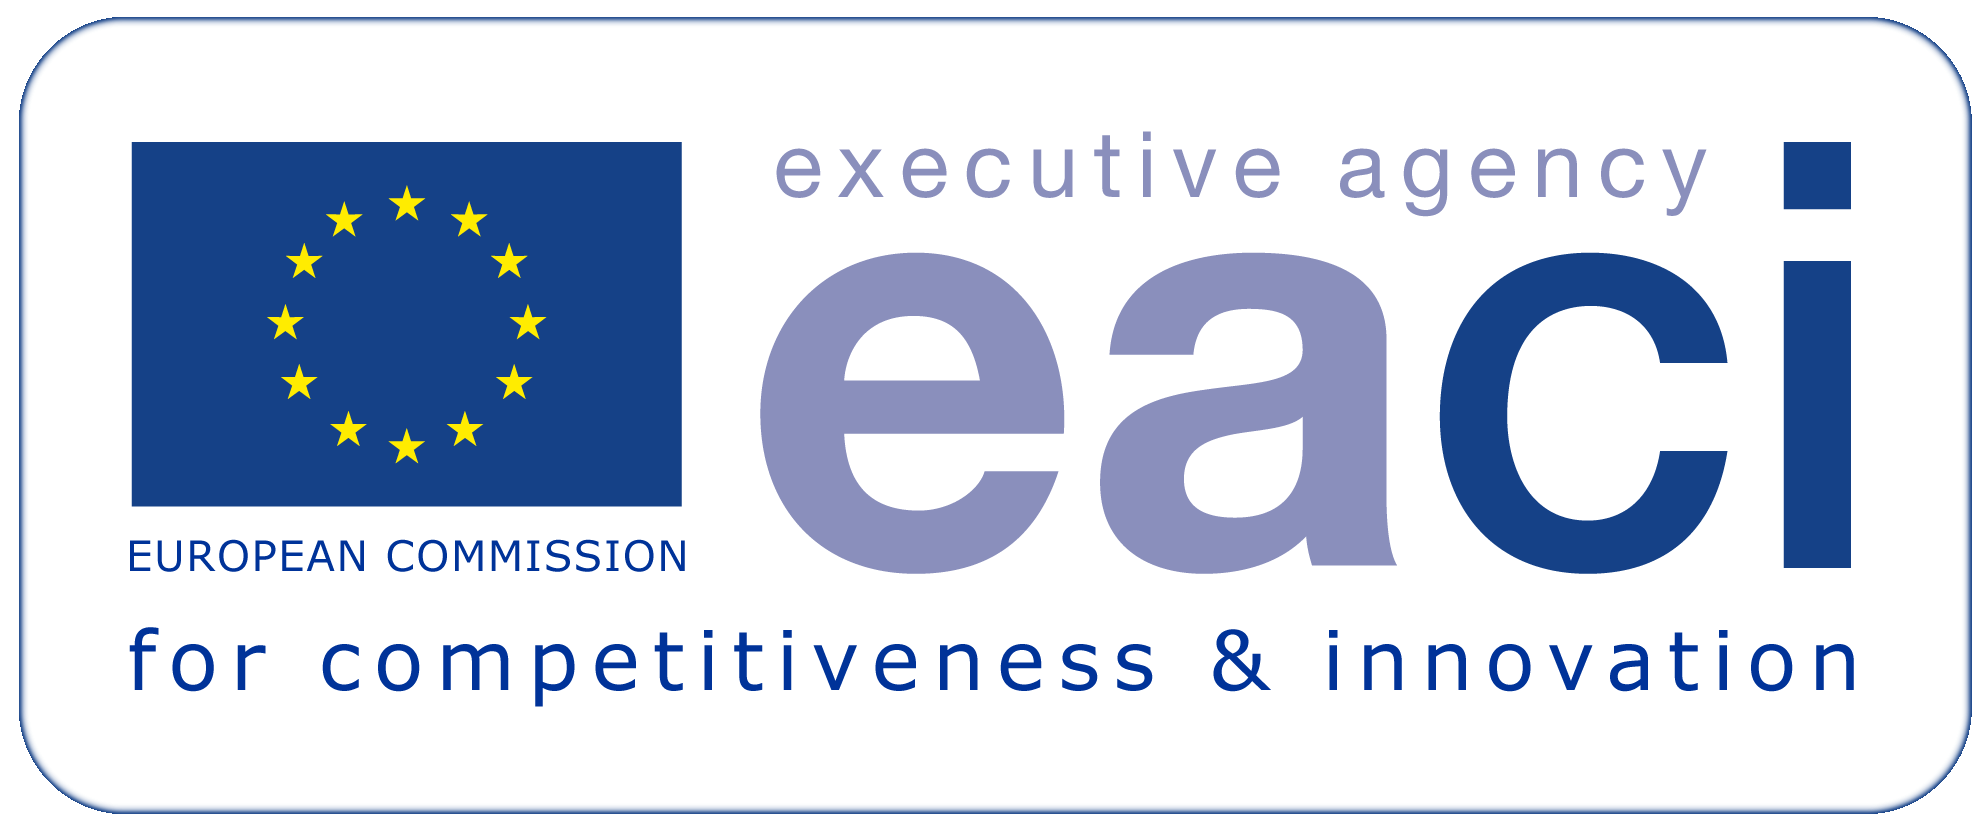 executive agency
eaci
EUROPEAN COMMISSION
for competitiveness & innovation